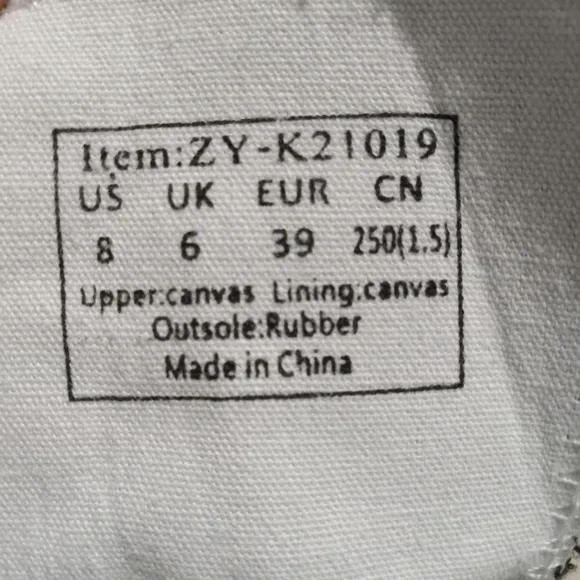 Item:ZY-K21019
US UK EUR CN
8 6 39 250(1.5)
Upper:canvas Lining:canvas
Outsole:Rubber
Made in China